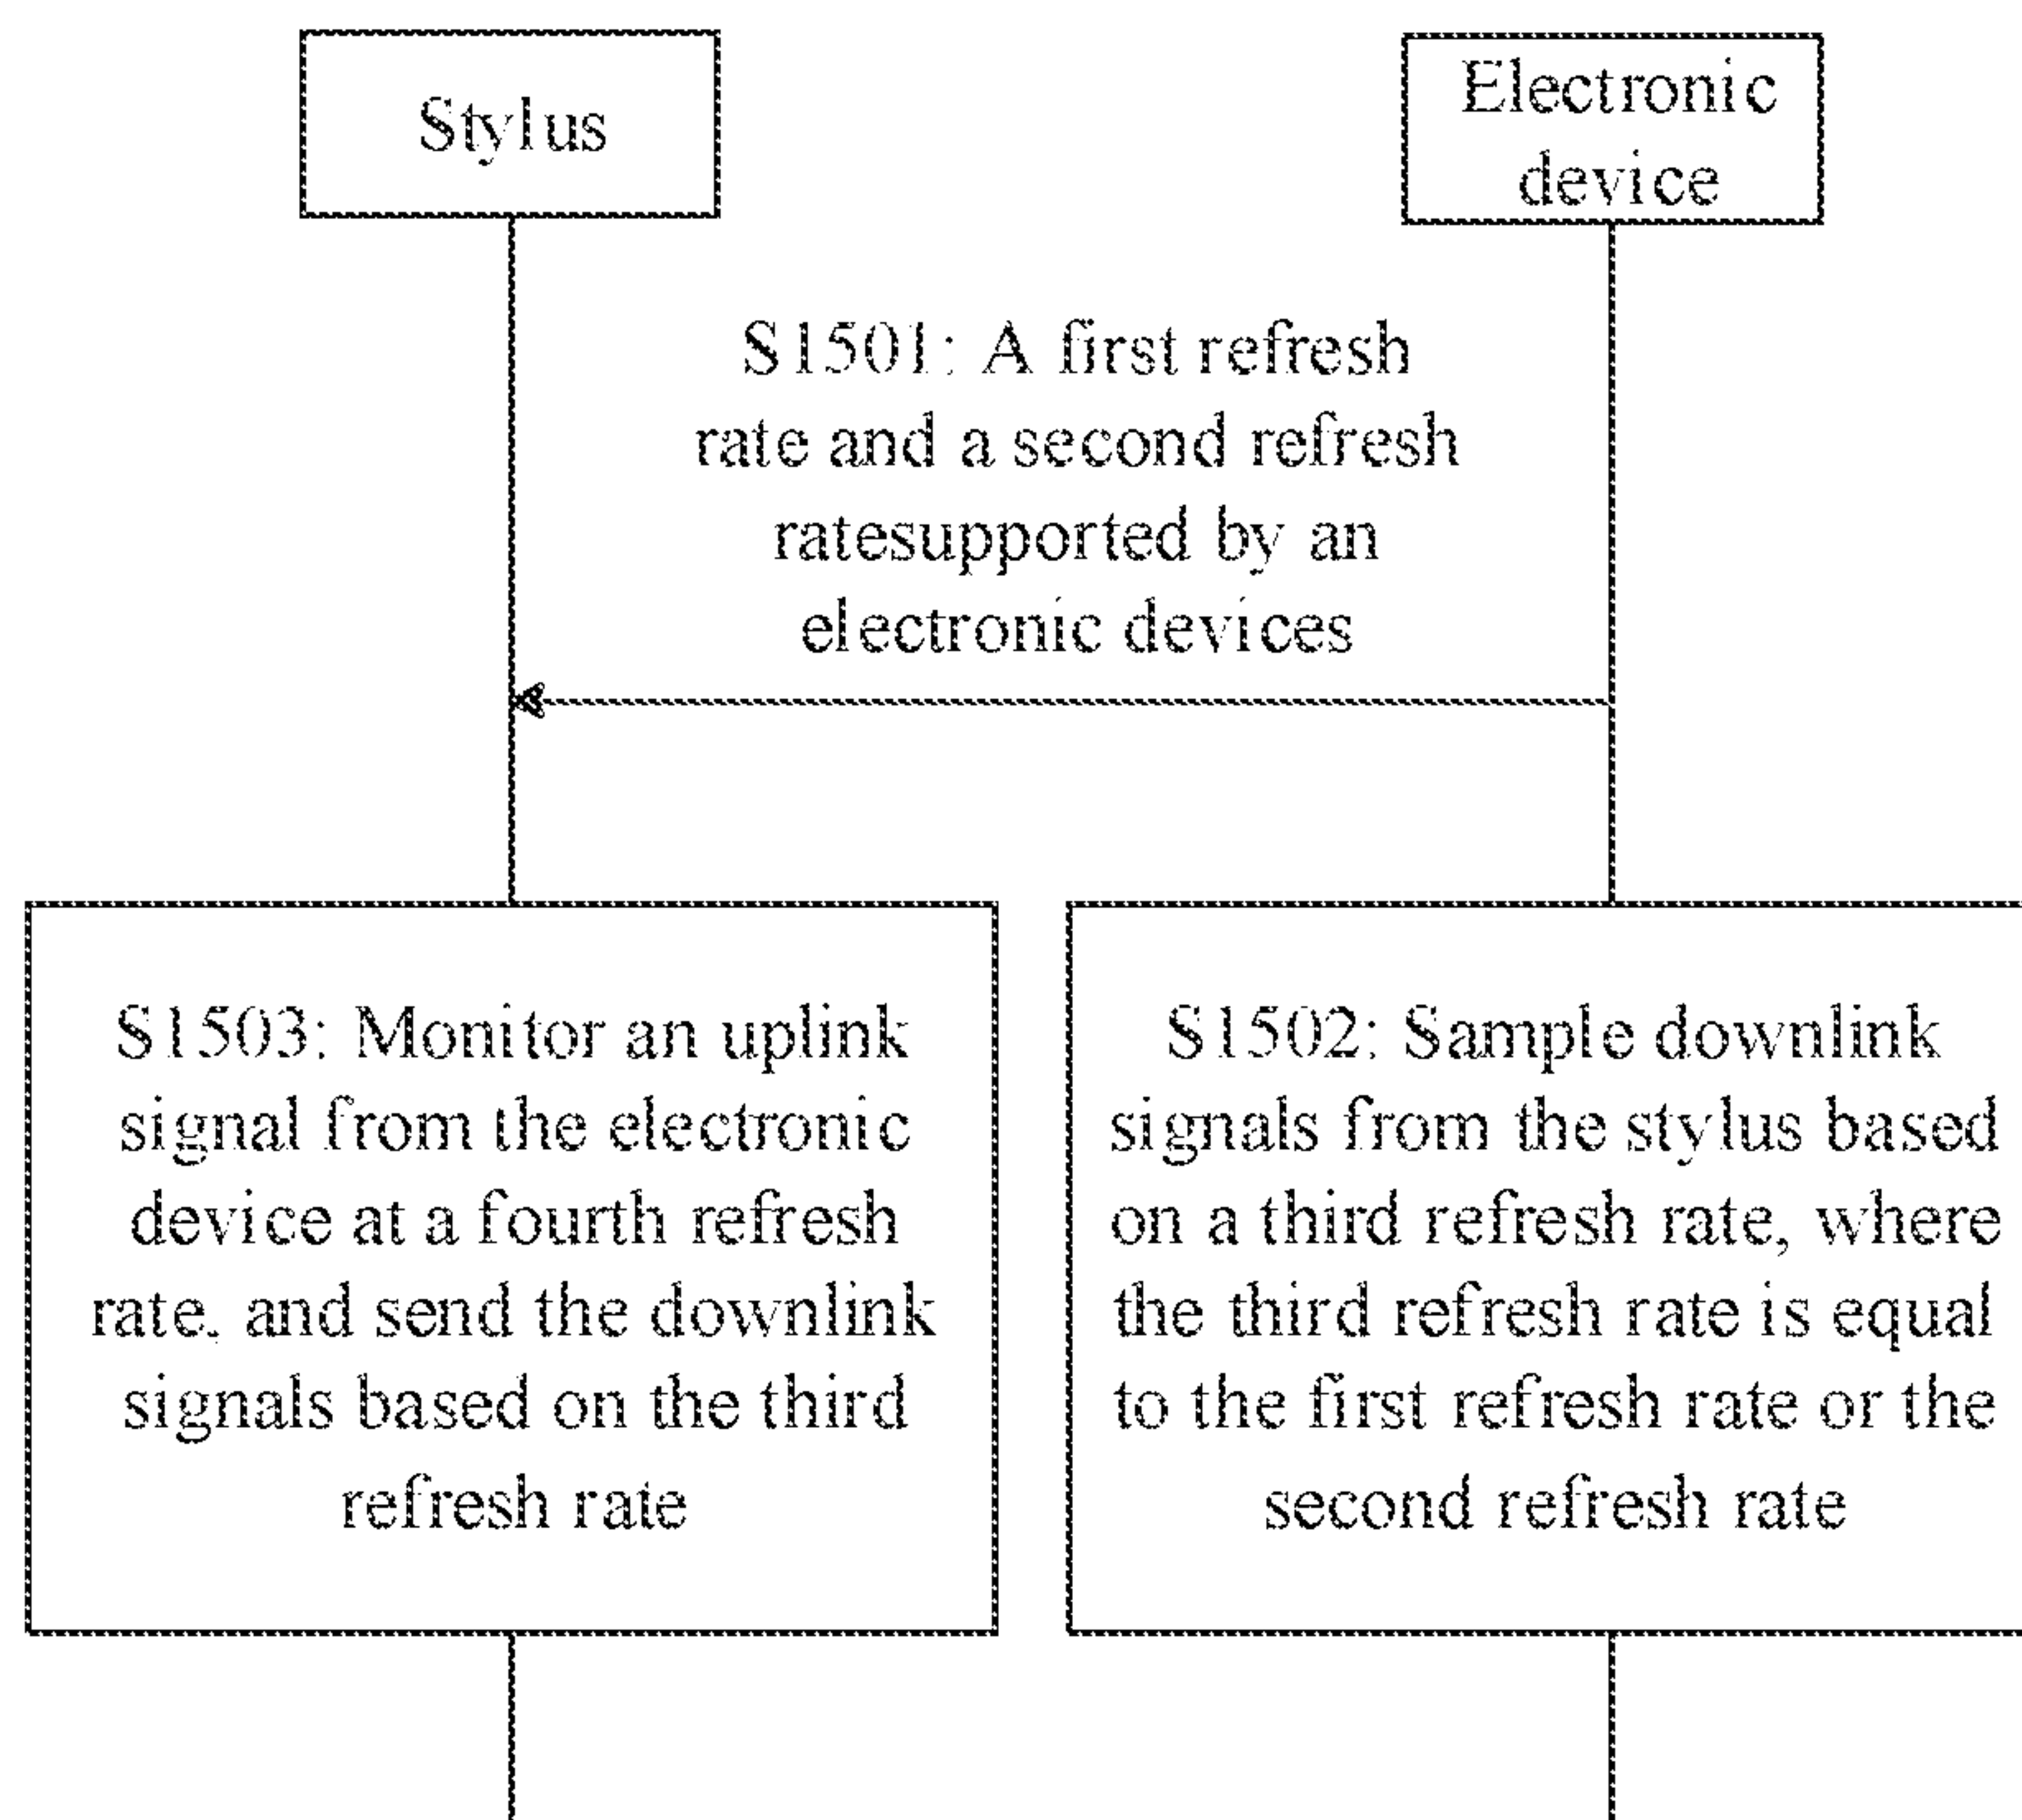 Stylus
Electronic
device
S1501: A first refresh
rate and a second refresh
ratesupported by an
electronic devices
S1503: Monitor an uplink
signal from the electronic
device at a fourth refresh
rate, and send the downlink
signals based on the third
refresh rate
S1502: Sample downlink
signals from the stylus based
on a third refresh rate, where
the third refresh rate is equal
to the first refresh rate or the
second refresh rate